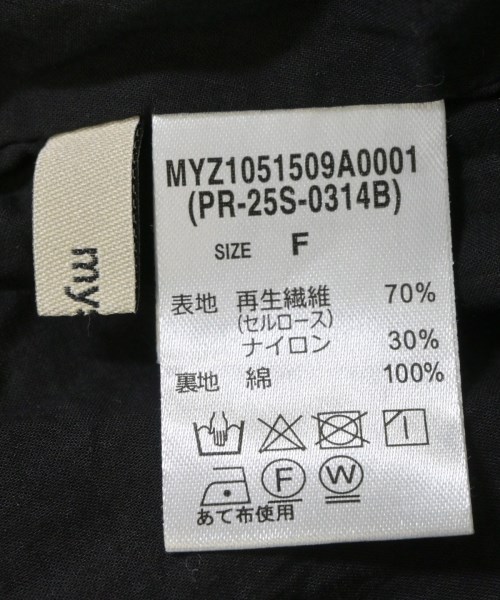 MYZ1051509A0001
(PR-25S-0314B)
SIZE F
表地 再生繊維 70%
(セルロース)
ナイロン 30%
裏地 綿 100%
F W
あて布使用
my